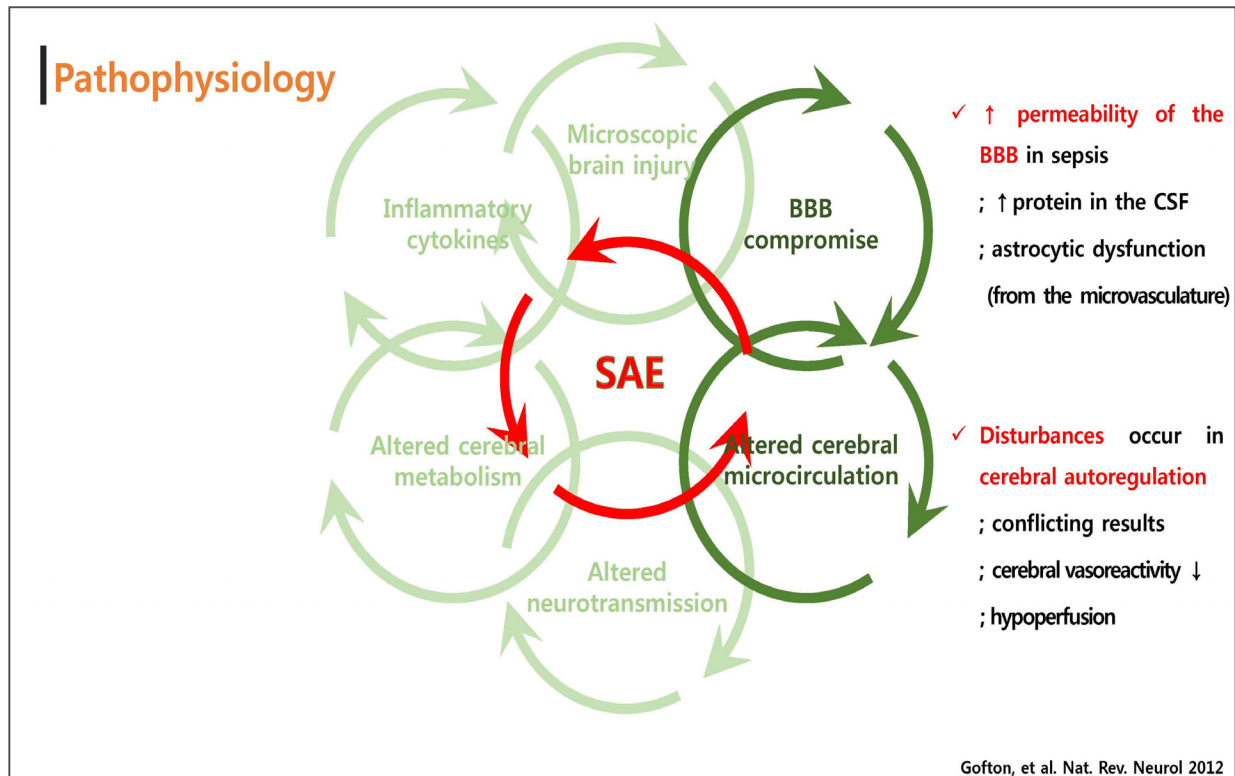 Pathophysiology
Microscopic
brain injury
Inflammatory
cytokines
BBB
compromise
SAE
Altered cerebral
metabolism
Altered cerebral
microcirculation
Altered
neurotransmission
✓ ↑ permeability of the
BBB in sepsis
; ↑ protein in the CSF
; astrocytic dysfunction
(from the microvasculature)
✓ Disturbances occur in
cerebral autoregulation
; conflicting results
; cerebral vasoreactivity ↓
; hypoperfusion
Gofton, et al. Nat. Rev. Neurol 2012